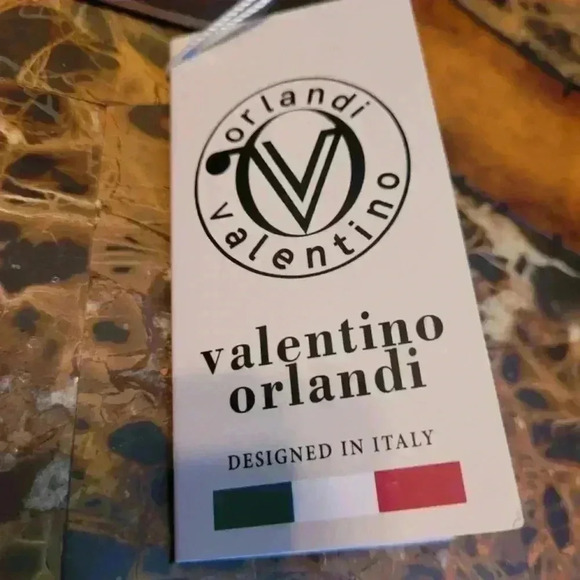 orlandi
V
valentino
valentino
orlandi
DESIGNED IN ITALY